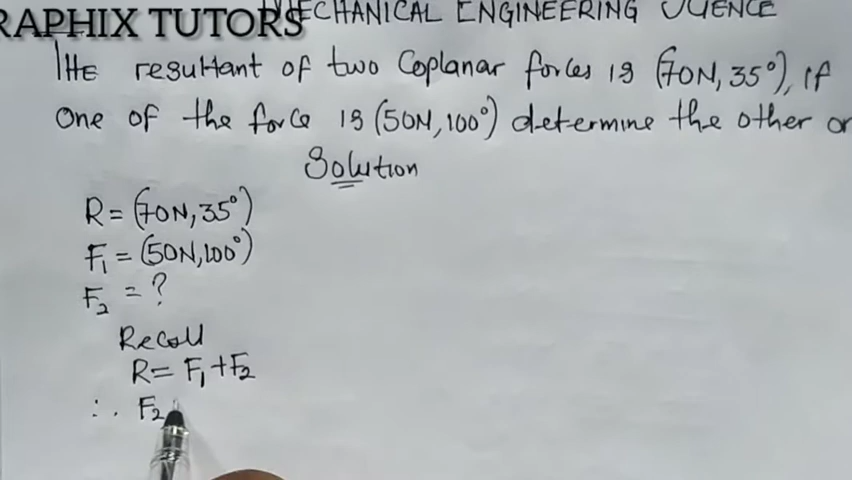 RAPHIX TUTORS MECHANICAL ENGINEERING SCIENCE
THE resultant of two Coplanar forces is (70N, 35°), if
one of the force is (50N, 100°) determine the other or
Solution
R = (70N, 35°)
F₁ = (50N, 100°)
F₂ = ?
Recall
R = F₁ + F₂
∴ F₂